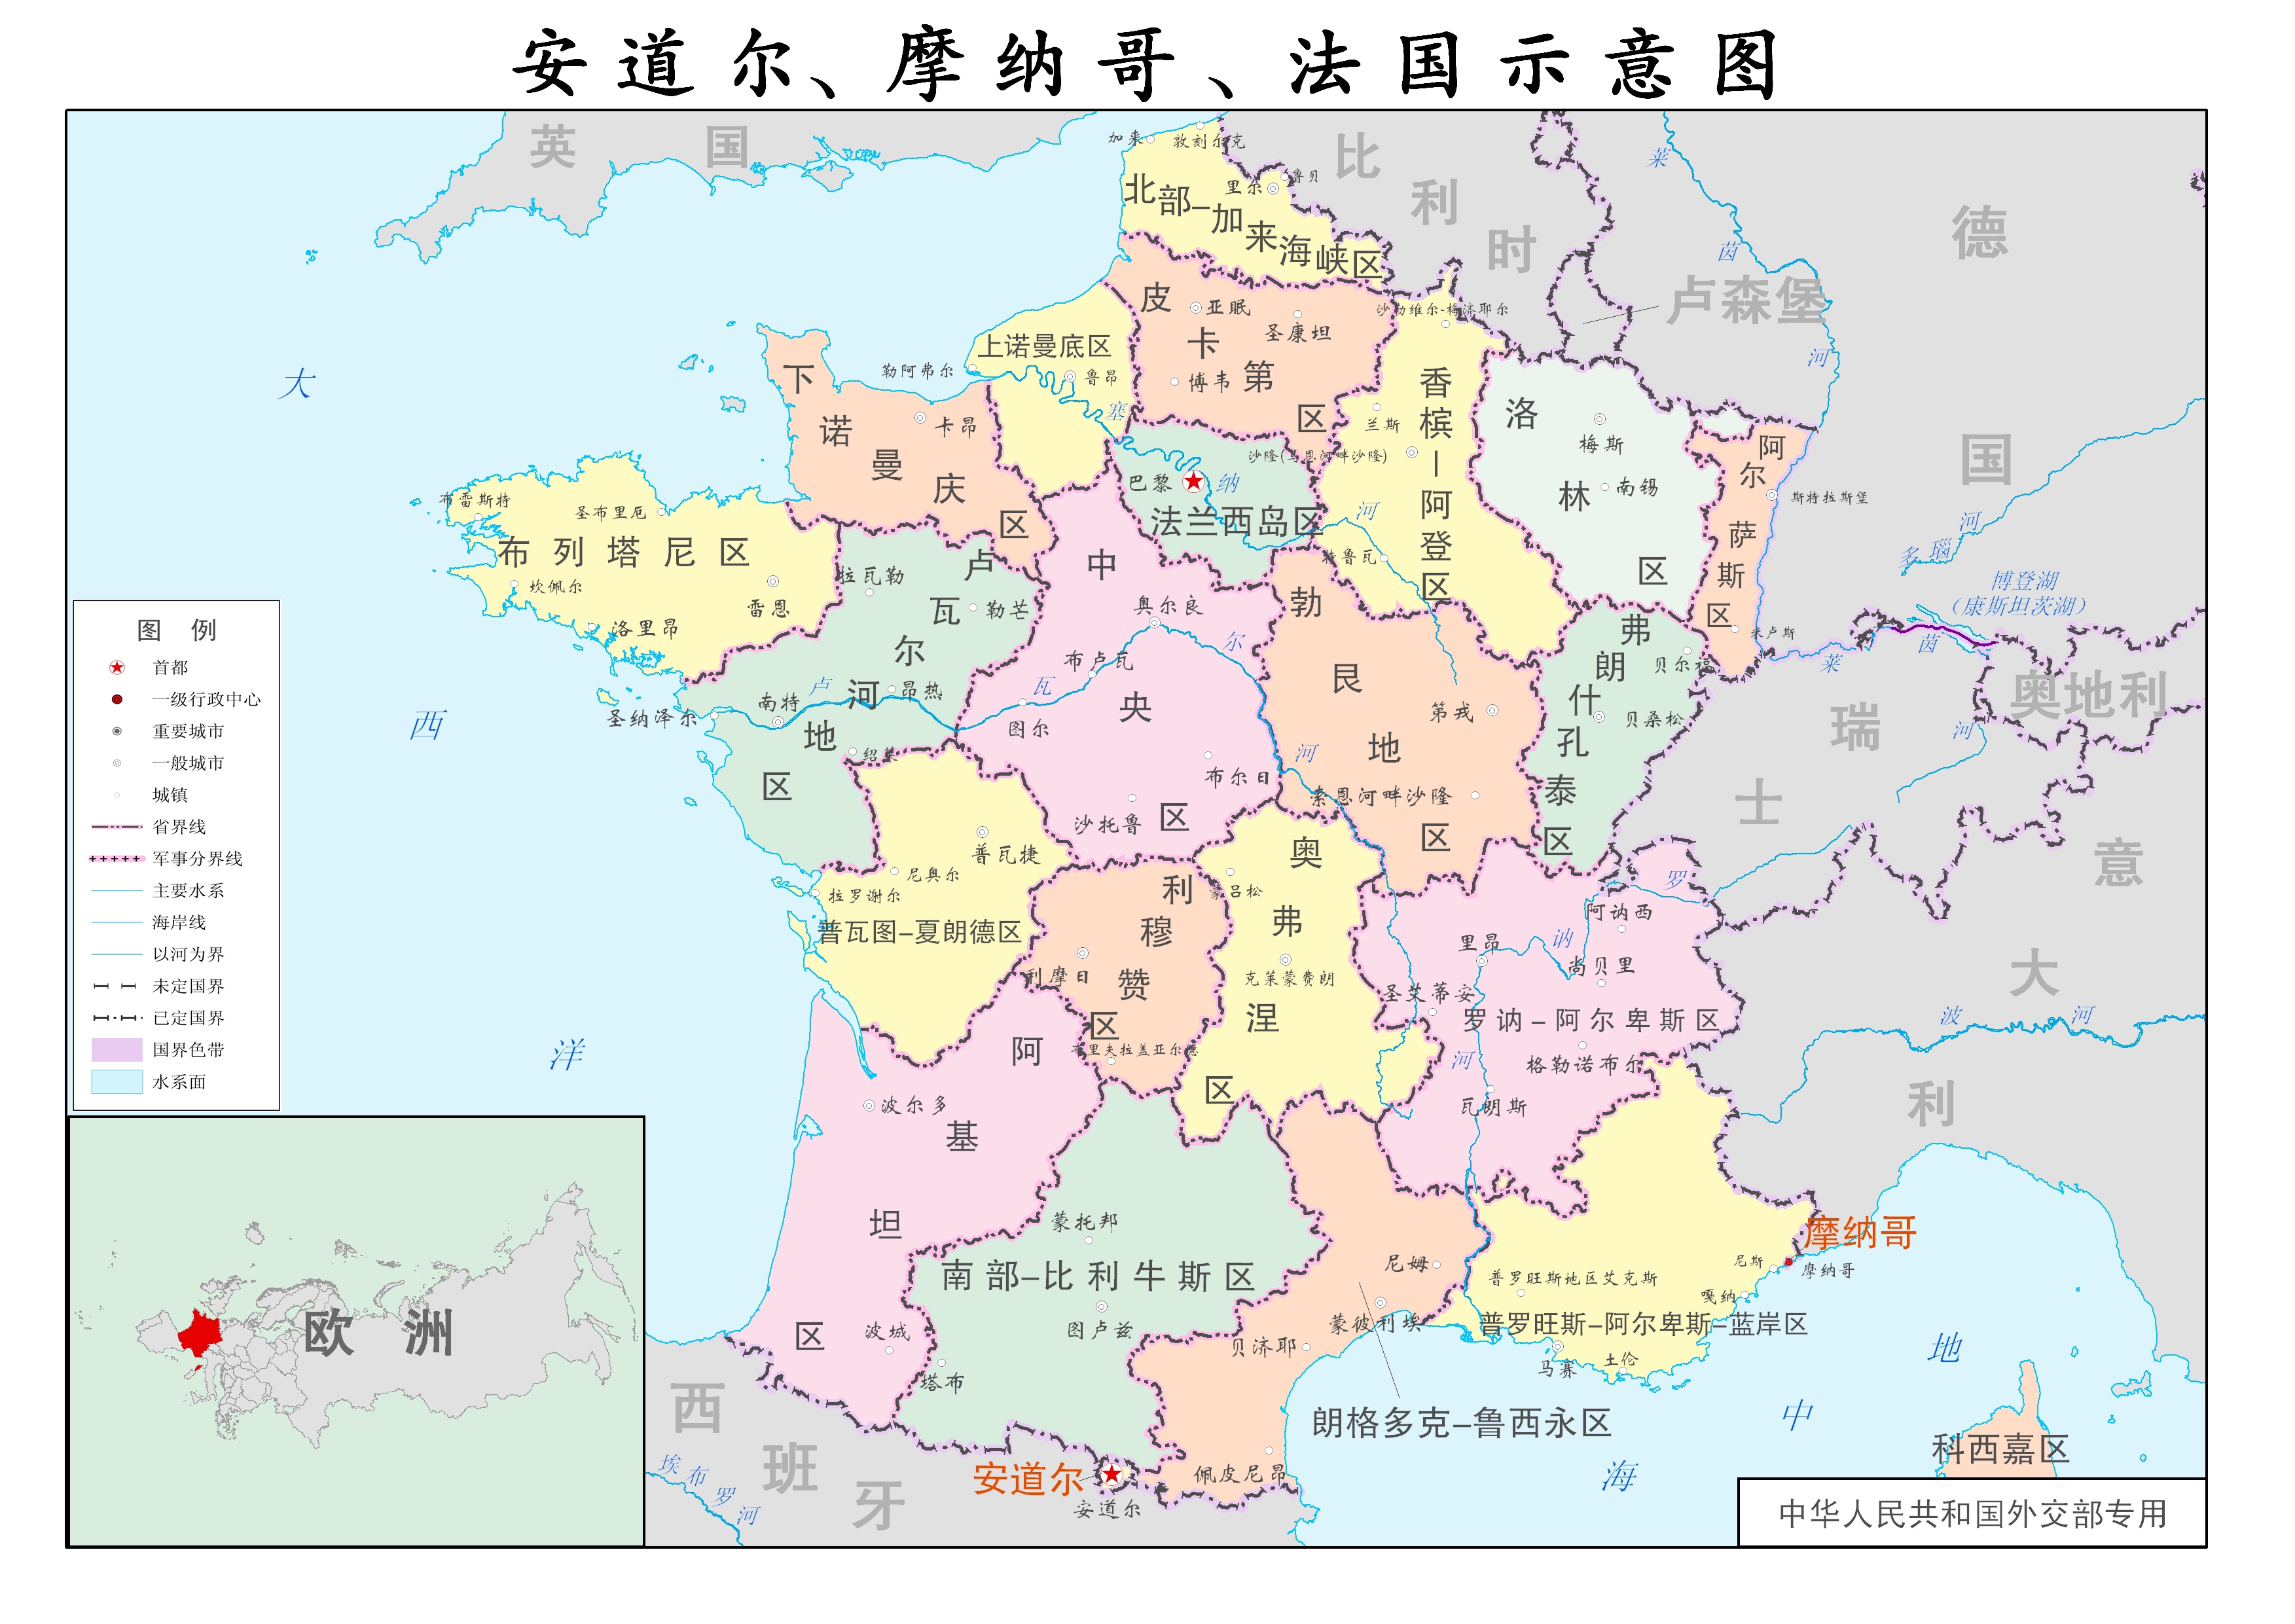 安道尔、摩纳哥、法国示意图
英国
比利时
德国
卢森堡
奥地利
瑞士
意大利
西班牙
大西洋
地中海
莱茵河
多瑙河
博登湖
(康斯坦茨湖)
莱茵河
波河
埃布罗河
塞纳河
卢瓦尔河
罗讷河
加来
敦刻尔克
里尔
鲁贝
北部-加来海峡区
皮卡第区
亚眠
圣康坦
博韦
上诺曼底区
勒阿弗尔
鲁昂
下诺曼庆区
卡昂
沙勒维尔-梅济耶尔
香槟-阿登区
兰斯
沙隆(马恩河畔沙隆)
特鲁瓦
洛林区
梅斯
南锡
阿尔萨斯区
斯特拉斯堡
米卢斯
巴黎
法兰西岛区
布雷斯特
圣布里厄
布列塔尼区
坎佩尔
雷恩
洛里昂
卢瓦尔河地区
拉瓦勒
勒芒
昂热
南特
圣纳泽尔
绍莱
中央区
奥尔良
布卢瓦
图尔
布尔日
沙托鲁
勃艮地区
第戎
索恩河畔沙隆
弗朗什孔泰区
贝尔福
贝桑松
普瓦捷
尼奥尔
拉罗谢尔
普瓦图-夏朗德区
利穆赞区
利摩日
布里夫拉盖亚尔德
奥弗涅区
蒙吕松
克莱蒙费朗
罗讷-阿尔卑斯区
阿讷西
里昂
尚贝里
圣艾蒂安
格勒诺布尔
瓦朗斯
阿基坦区
波尔多
波城
南部-比利牛斯区
蒙托邦
图卢兹
塔布
朗格多克-鲁西永区
尼姆
蒙彼利埃
贝济耶
佩皮尼昂
普罗旺斯-阿尔卑斯-蓝岸区
普罗旺斯地区艾克斯
尼斯
嘎纳
马赛
土伦
摩纳哥
摩纳哥
安道尔
安道尔
科西嘉区
图例
首都
一级行政中心
重要城市
一般城市
城镇
省界线
军事分界线
主要水系
海岸线
以河为界
未定国界
已定国界
国界色带
水系面
欧洲
中华人民共和国外交部专用